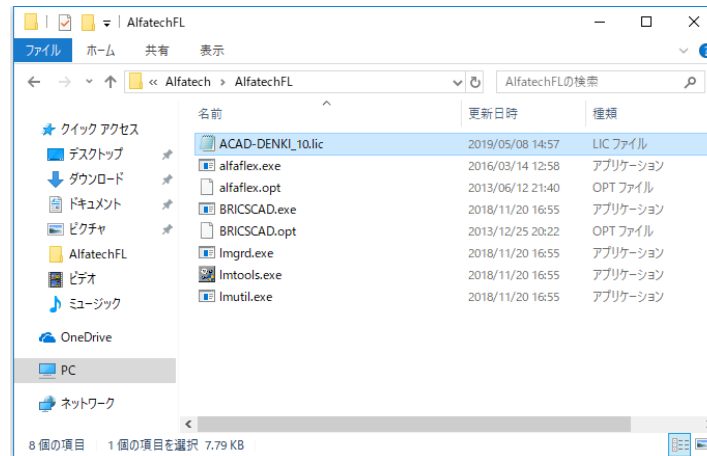 AlfatechFL
ファイル ホーム 共有 表示
« Alfatech › AlfatechFL AlfatechFLの検索
名前 更新日時 種類
クイック アクセス
デスクトップ
ダウンロード
ドキュメント
ピクチャ
AlfatechFL
ビデオ
ミュージック
OneDrive
PC
ネットワーク
ACAD-DENKI_10.lic 2019/05/08 14:57 LIC ファイル
alfaflex.exe 2016/03/14 12:58 アプリケーション
alfaflex.opt 2013/06/12 21:40 OPT ファイル
BRICSCAD.exe 2018/11/20 16:55 アプリケーション
BRICSCAD.opt 2013/12/25 20:22 OPT ファイル
lmgrd.exe 2018/11/20 16:55 アプリケーション
lmtools.exe 2018/11/20 16:55 アプリケーション
lmutil.exe 2018/11/20 16:55 アプリケーション
8 個の項目 1 個の項目を選択 7.79 KB